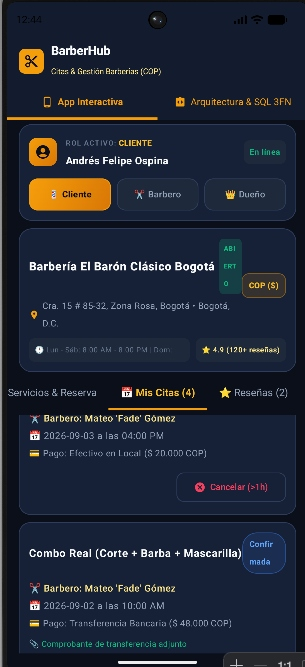 12:44
BarberHub
Citas & Gestión Barberías (COP)
App Interactiva
Arquitectura & SQL 3FN
ROL ACTIVO: CLIENTE
Andrés Felipe Ospina
En línea
Cliente
Barbero
Dueño
Barbería El Barón Clásico Bogotá
ABI
ERT
O
COP ($)
Cra. 15 # 85-32, Zona Rosa, Bogotá • Bogotá,
D.C.
Lun - Sáb: 8:00 AM - 8:00 PM | Dom
4.9 (120+ reseñas)
Servicios & Reserva
Mis Citas (4)
Reseñas (2)
Barbero: Mateo 'Fade' Gómez
2026-09-03 a las 04:00 PM
Pago: Efectivo en Local ($ 20.000 COP)
Cancelar (>1h)
Combo Real (Corte + Barba + Mascarilla)
Confir
mada
Barbero: Mateo 'Fade' Gómez
2026-09-02 a las 10:00 AM
Pago: Transferencia Bancaria ($ 48.000 COP)
Comprobante de transferencia adjunto
1:1